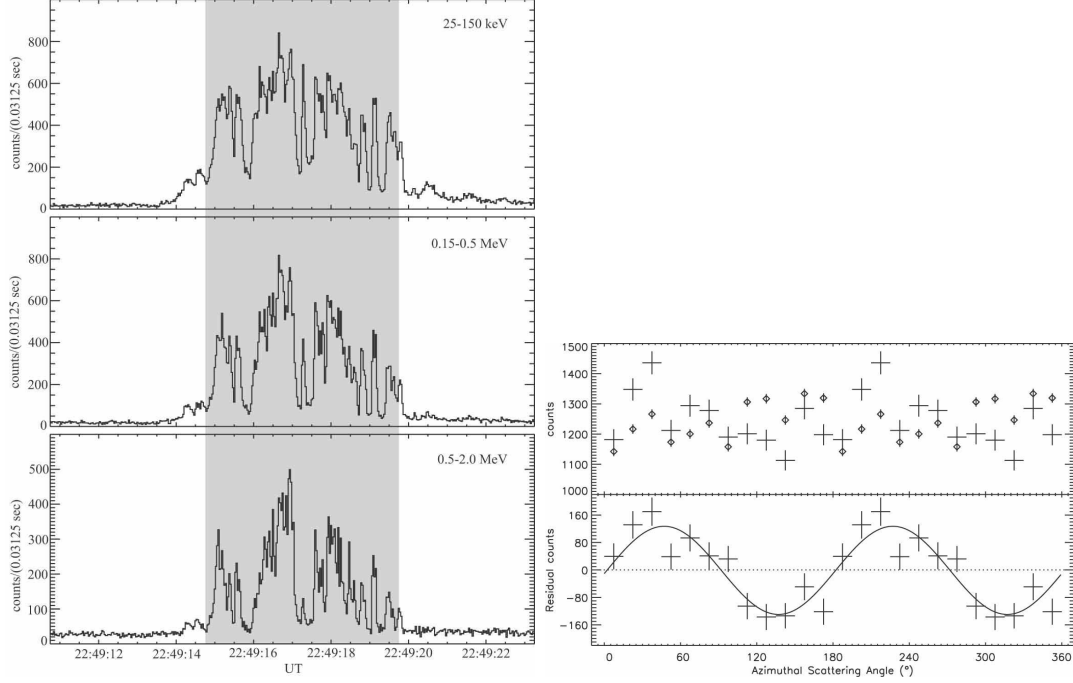 25-150 keV
counts/(0.03125 sec)
800
600
400
200
0
0.15-0.5 MeV
counts/(0.03125 sec)
800
600
400
200
0
0.5-2.0 MeV
counts/(0.03125 sec)
500
400
300
200
100
0
22:49:12 22:49:14 22:49:16 22:49:18 22:49:20 22:49:22
UT
counts
1500
1400
1300
1200
1100
1000
Residual counts
160
80
0
-80
-160
0 60 120 180 240 300 360
Azimuthal Scattering Angle (°)